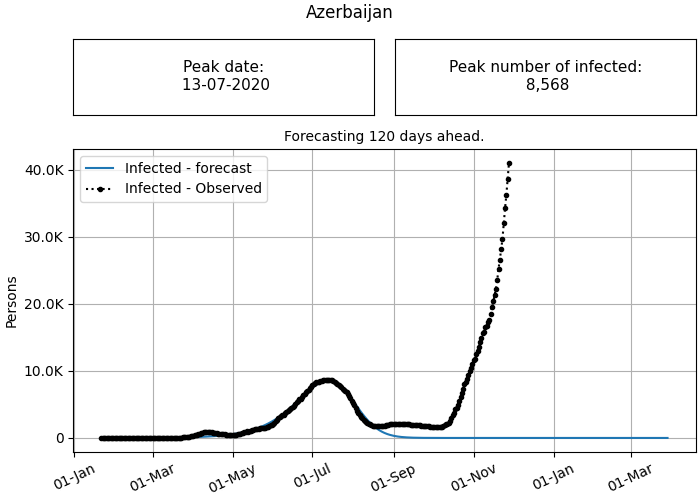 Azerbaijan
Peak date:
13-07-2020
Peak number of infected:
8,568
Forecasting 120 days ahead.
Infected - forecast
Infected - Observed
40.0K
30.0K
20.0K
10.0K
0
Persons
01-Jan
01-Mar
01-May
01-Jul
01-Sep
01-Nov
01-Jan
01-Mar